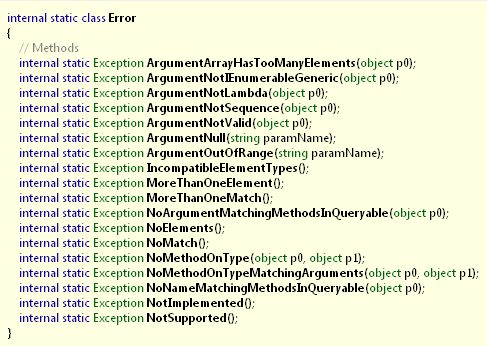 internal static class Error
{
// Methods
internal static Exception ArgumentArrayHasTooManyElements(object p0);
internal static Exception ArgumentNotIEnumerableGeneric(object p0);
internal static Exception ArgumentNotLambda(object p0);
internal static Exception ArgumentNotSequence(object p0);
internal static Exception ArgumentNotValid(object p0);
internal static Exception ArgumentNull(string paramName);
internal static Exception ArgumentOutOfRange(string paramName);
internal static Exception IncompatibleElementTypes();
internal static Exception MoreThanOneElement();
internal static Exception MoreThanOneMatch();
internal static Exception NoArgumentMatchingMethodsInQueryable(object p0);
internal static Exception NoElements();
internal static Exception NoMatch();
internal static Exception NoMethodOnType(object p0, object p1);
internal static Exception NoMethodOnTypeMatchingArguments(object p0, object p1);
internal static Exception NoNameMatchingMethodsInQueryable(object p0);
internal static Exception NotImplemented();
internal static Exception NotSupported();
}